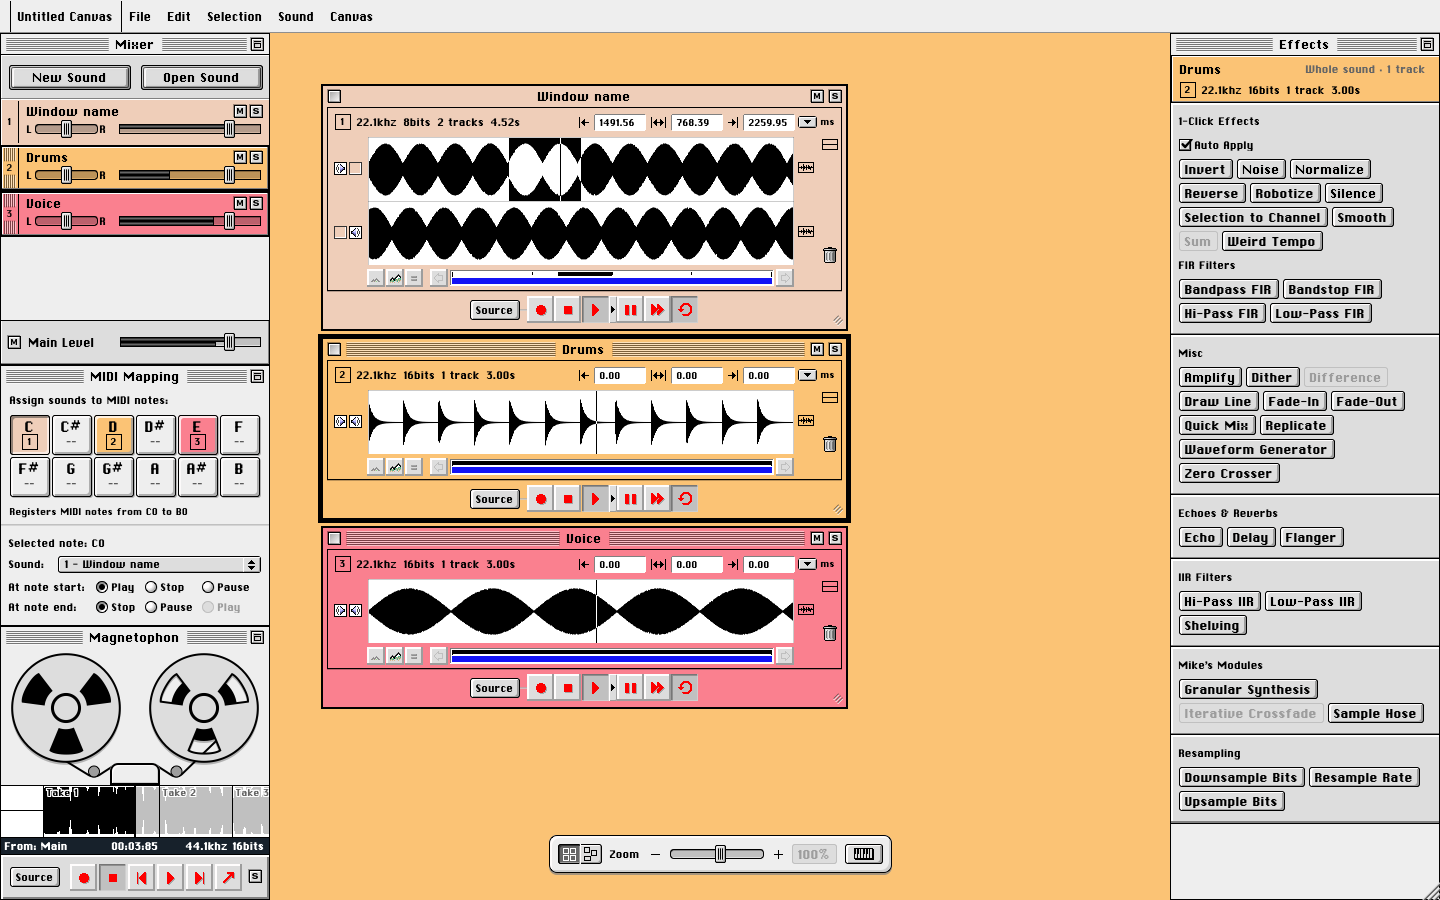 Untitled Canvas File Edit Selection Sound Canvas
Mixer
New Sound Open Sound
1 Window name M S
L R
2 Drums M S
L R
3 Voice M S
L R
M Main Level
MIDI Mapping
Assign sounds to MIDI notes:
C C# D D# E F
1 -- 2 -- 3 --
F# G G# A A# B
-- -- -- -- -- --
Registers MIDI notes from C0 to B0
Selected note: C0
Sound: 1 - Window name
At note start: Play Stop Pause
At note end: Stop Pause Play
Magnetophon
Take 1 Take 2 Take 3
From: Main 00:03:85 44.1khz 16bits
Source S
Window name M S
1 22.1khz 8bits 2 tracks 4.52s 1491.56 768.39 2259.95 ms
Source
Drums M S
2 22.1khz 16bits 1 track 3.00s 0.00 0.00 0.00 ms
Source
Voice M S
3 22.1khz 16bits 1 track 3.00s 0.00 0.00 0.00 ms
Source
Zoom − + 100%
Effects
Drums Whole sound · 1 track
2 22.1khz 16bits 1 track 3.00s
1-Click Effects
Auto Apply
Invert Noise Normalize
Reverse Robotize Silence
Selection to Channel Smooth
Sum Weird Tempo
FIR Filters
Bandpass FIR Bandstop FIR
Hi-Pass FIR Low-Pass FIR
Misc
Amplify Dither Difference
Draw Line Fade-In Fade-Out
Quick Mix Replicate
Waveform Generator
Zero Crosser
Echoes & Reverbs
Echo Delay Flanger
IIR Filters
Hi-Pass IIR Low-Pass IIR
Shelving
Mike's Modules
Granular Synthesis
Iterative Crossfade Sample Hose
Resampling
Downsample Bits Resample Rate
Upsample Bits